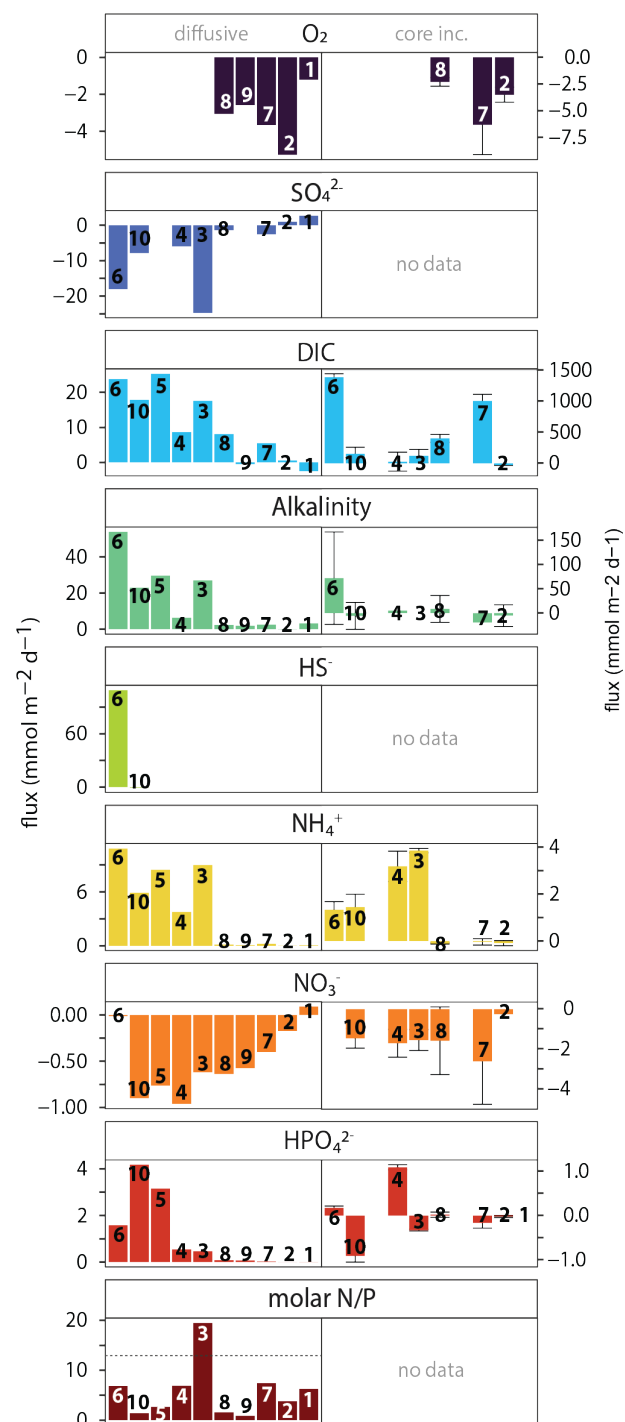 diffusive O₂ core inc.
0 0.0
−2 −2.5
−4 −5.0
−7.5
8 9 7 2 1 8 7 2
SO₄²⁻
0
−10
−20
6 10 4 3 8 7 2 1
no data
DIC
20 1500
10 1000
0 500
0
6 10 5 4 3 8 9 7 2 1 6 10 4 3 8 7 2
Alkalinity
40 150
20 100
0 50
0
6 10 5 4 3 8 9 7 2 1 6 10 4 3 8 7 2
flux (mmol m−2 d−1)
flux (mmol m−2 d−1)
HS⁻
60
0
6 10
no data
NH₄⁺
6 4
0 2
0
6 10 5 4 3 8 9 7 2 1 6 10 4 3 8 7 2
NO₃⁻
0.00 0
−0.50 −2
−1.00 −4
6 10 5 4 3 8 9 7 2 1 10 4 3 8 7 2
HPO₄²⁻
4 1.0
2 0.0
0 −1.0
6 10 5 4 3 8 9 7 2 1 6 10 4 3 8 7 2 1
molar N/P
20
10
0
6 10 5 4 3 8 9 7 2 1
no data